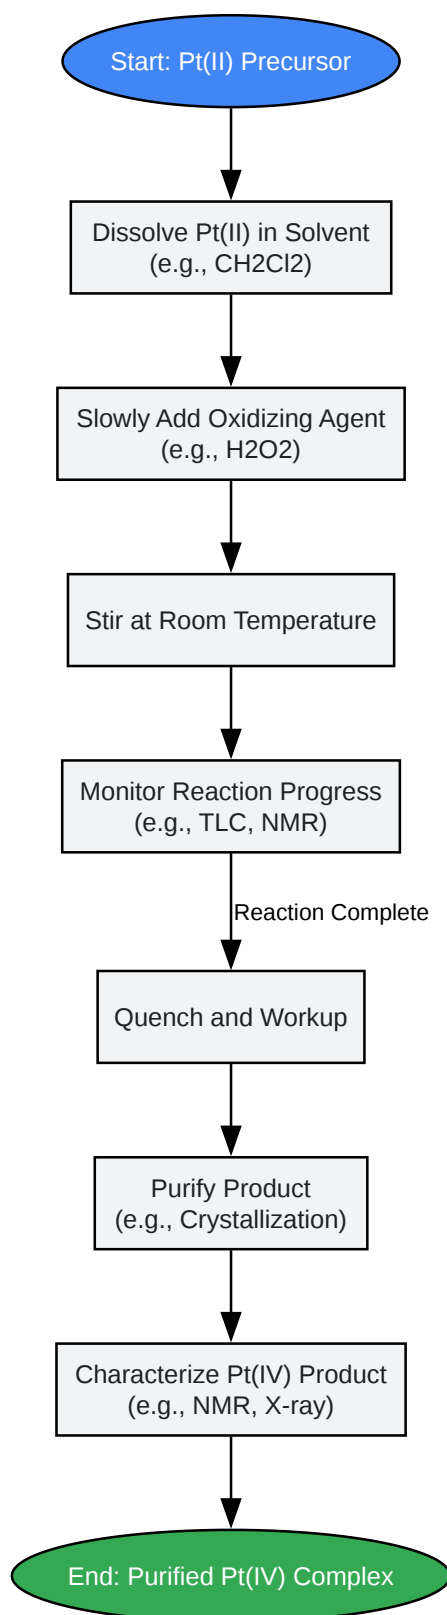 Start: Pt(II) Precursor
Dissolve Pt(II) in Solvent
(e.g., CH2Cl2)
Slowly Add Oxidizing Agent
(e.g., H2O2)
Stir at Room Temperature
Monitor Reaction Progress
(e.g., TLC, NMR)
Reaction Complete
Quench and Workup
Purify Product
(e.g., Crystallization)
Characterize Pt(IV) Product
(e.g., NMR, X-ray)
End: Purified Pt(IV) Complex